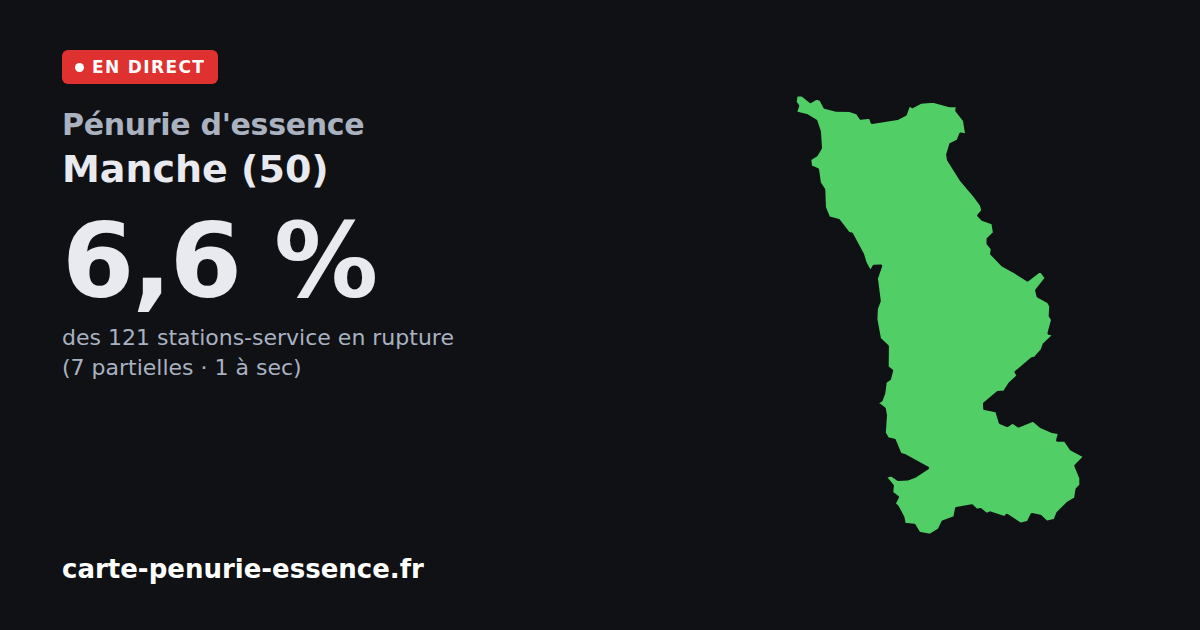 EN DIRECT
Pénurie d'essence
Manche (50)
6,6 %
des 121 stations-service en rupture
(7 partielles · 1 à sec)
carte-penurie-essence.fr